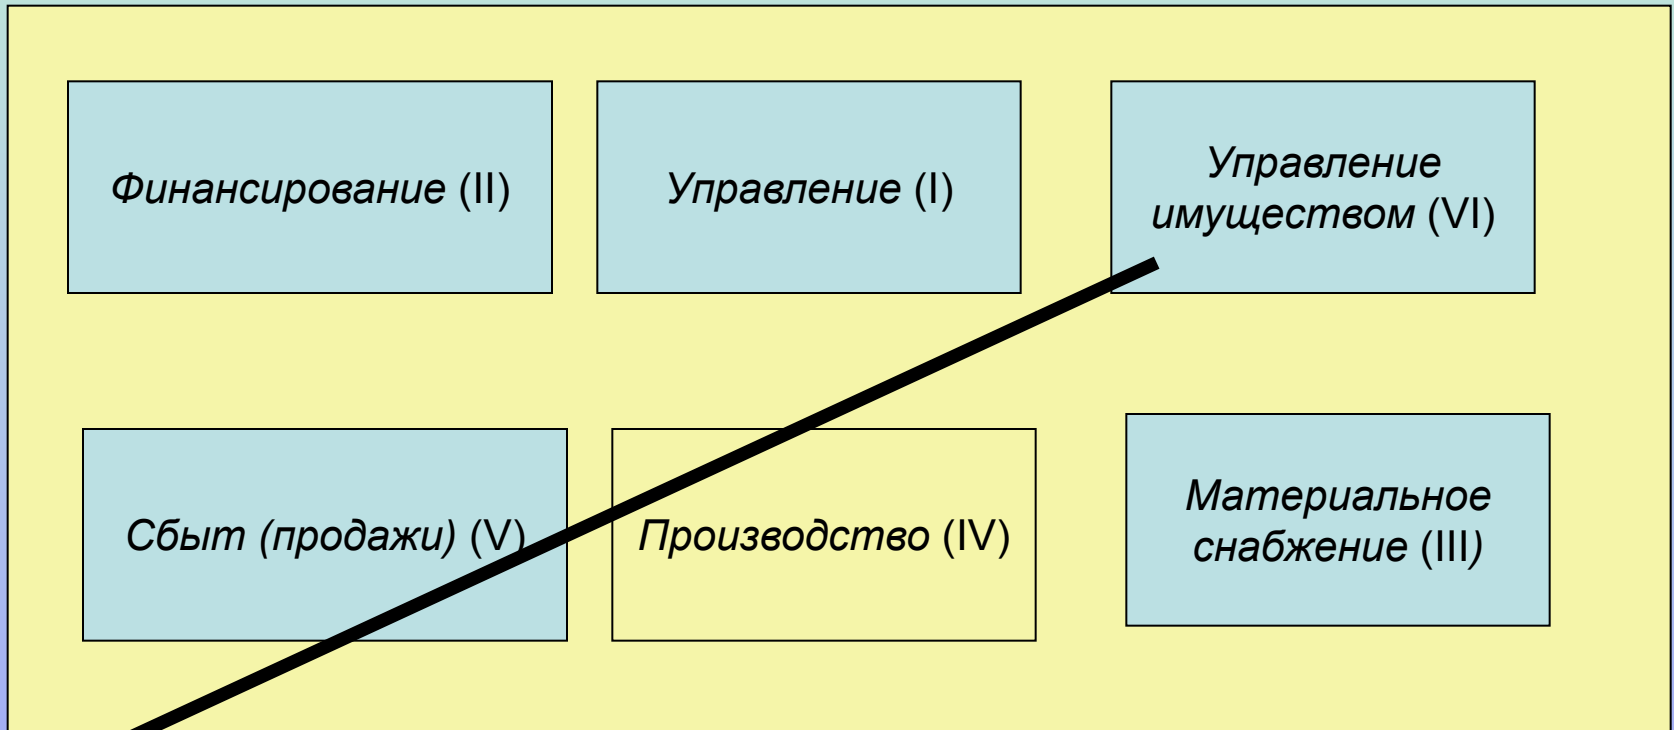 Финансирование (II)
Управление (I)
Управление
имуществом (VI)
Сбыт (продажи) (V)
Производство (IV)
Материальное
снабжение (III)